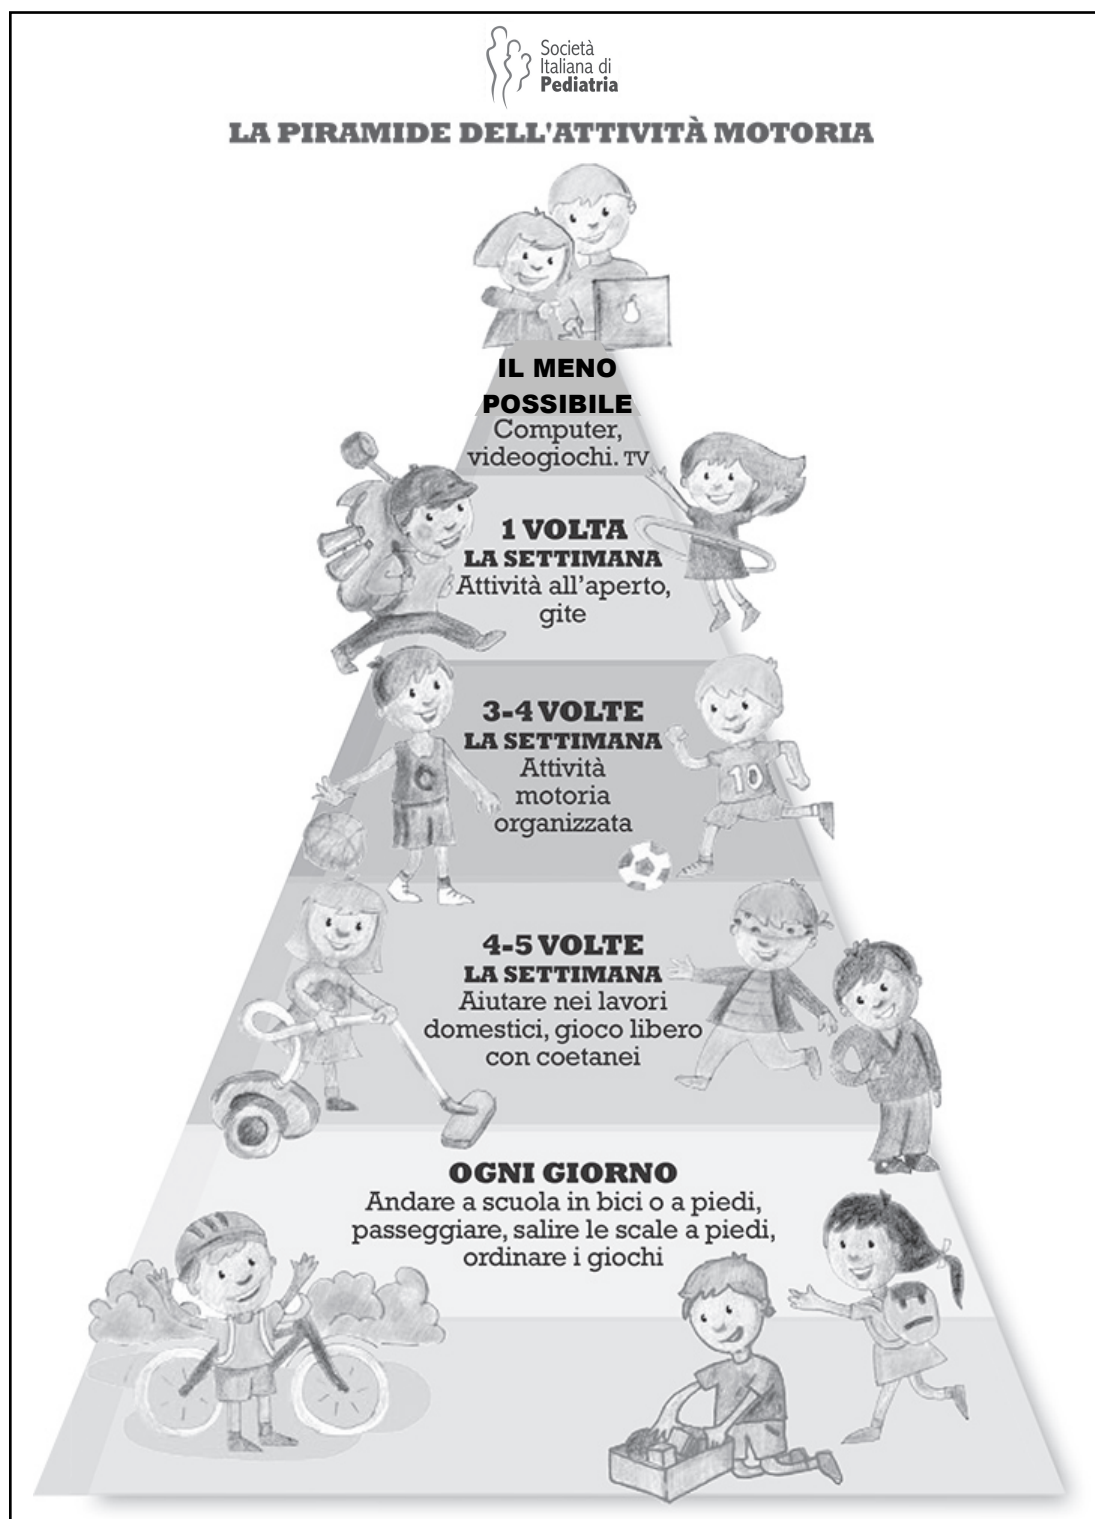 Società
Italiana di
Pediatria
LA PIRAMIDE DELL'ATTIVITÀ MOTORIA
IL MENO
POSSIBILE
Computer,
videogiochi. TV
1 VOLTA
LA SETTIMANA
Attività all'aperto,
gite
3-4 VOLTE
LA SETTIMANA
Attività
motoria
organizzata
10
4-5 VOLTE
LA SETTIMANA
Aiutare nei lavori
domestici, gioco libero
con coetanei
OGNI GIORNO
Andare a scuola in bici o a piedi,
passeggiare, salire le scale a piedi,
ordinare i giochi